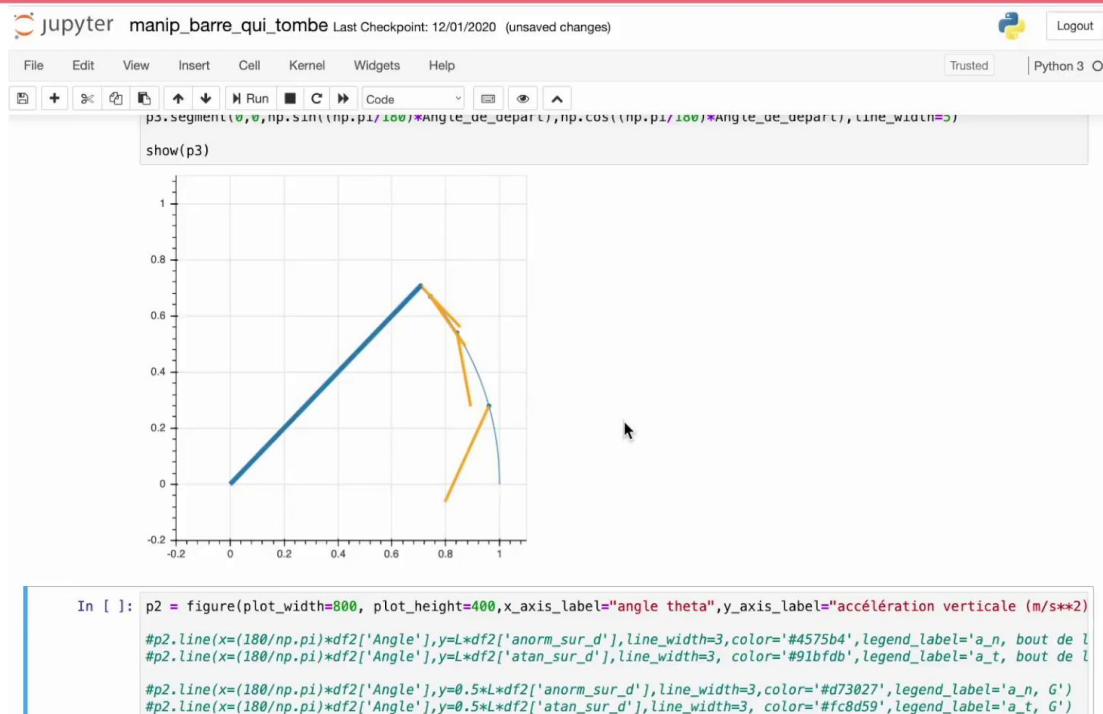 jupyter manip_barre_qui_tombe Last Checkpoint: 12/01/2020 (unsaved changes)
Logout
File Edit View Insert Cell Kernel Widgets Help
Trusted Python 3
Run Code
p3.segment(0,0,np.sin((np.pi/180)*Angle_de_depart),np.cos((np.pi/180)*Angle_de_depart),line_width=5)
show(p3)
1
0.8
0.6
0.4
0.2
0
-0.2
-0.2 0 0.2 0.4 0.6 0.8 1
In [ ]: p2 = figure(plot_width=800, plot_height=400,x_axis_label="angle theta",y_axis_label="accélération verticale (m/s**2)
#p2.line(x=(180/np.pi)*df2['Angle'],y=L*df2['anorm_sur_d'],line_width=3,color='#4575b4',legend_label='a_n, bout de l
#p2.line(x=(180/np.pi)*df2['Angle'],y=L*df2['atan_sur_d'],line_width=3, color='#91bfdb',legend_label='a_t, bout de l
#p2.line(x=(180/np.pi)*df2['Angle'],y=0.5*L*df2['anorm_sur_d'],line_width=3,color='#d73027',legend_label='a_n, G')
#p2.line(x=(180/np.pi)*df2['Angle'],y=0.5*L*df2['atan_sur_d'],line_width=3, color='#fc8d59',legend_label='a_t, G')